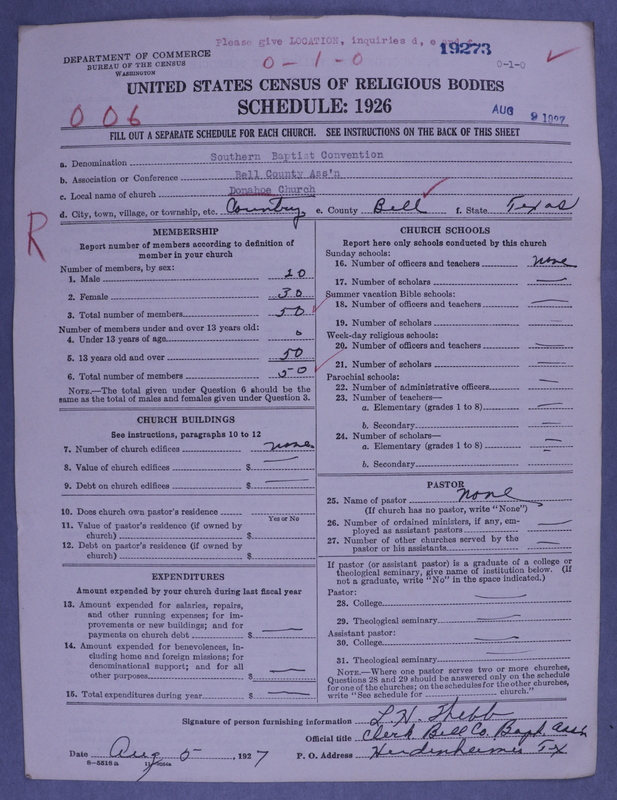 Please give LOCATION, inquiries d, e and f.
19273
DEPARTMENT OF COMMERCE
BUREAU OF THE CENSUS
WASHINGTON
0-1-0
0-1-0
UNITED STATES CENSUS OF RELIGIOUS BODIES
SCHEDULE: 1926
006
AUG 9 1927
FILL OUT A SEPARATE SCHEDULE FOR EACH CHURCH. SEE INSTRUCTIONS ON THE BACK OF THIS SHEET
a. Denomination Southern Baptist Convention
b. Association or Conference Bell County Ass'n
c. Local name of church Donahoe Church
d. City, town, village, or township, etc. Country e. County Bell f. State Texas
R
MEMBERSHIP
Report number of members according to definition of
member in your church
Number of members, by sex:
1. Male 20
2. Female 30
3. Total number of members 50
Number of members under and over 13 years old:
4. Under 13 years of age 0
5. 13 years old and over 50
6. Total number of members 50
NOTE.—The total given under Question 6 should be the
same as the total of males and females given under Question 3.
CHURCH BUILDINGS
See instructions, paragraphs 10 to 12
7. Number of church edifices none
8. Value of church edifices $
9. Debt on church edifices $
10. Does church own pastor's residence
Yes or No
11. Value of pastor's residence (if owned by
church) $
12. Debt on pastor's residence (if owned by
church) $
EXPENDITURES
Amount expended by your church during last fiscal year
13. Amount expended for salaries, repairs,
and other running expenses; for im-
provements or new buildings; and for
payments on church debt $
14. Amount expended for benevolences, in-
cluding home and foreign missions; for
denominational support; and for all
other purposes $
15. Total expenditures during year $
CHURCH SCHOOLS
Report here only schools conducted by this church
Sunday schools:
16. Number of officers and teachers none
17. Number of scholars
Summer vacation Bible schools:
18. Number of officers and teachers
19. Number of scholars
Week-day religious schools:
20. Number of officers and teachers
21. Number of scholars
Parochial schools:
22. Number of administrative officers
23. Number of teachers—
a. Elementary (grades 1 to 8)
b. Secondary
24. Number of scholars—
a. Elementary (grades 1 to 8)
b. Secondary
PASTOR
25. Name of pastor none
(If church has no pastor, write "None")
26. Number of ordained ministers, if any, em-
ployed as assistant pastors
27. Number of other churches served by the
pastor or his assistants
If pastor (or assistant pastor) is a graduate of a college or
theological seminary, give name of institution below. (If
not a graduate, write "No" in the space indicated.)
Pastor:
28. College
29. Theological seminary
Assistant pastor:
30. College
31. Theological seminary
NOTE.—Where one pastor serves two or more churches,
Questions 28 and 29 should be answered only on the schedule
for one of the churches; on the schedules for the other churches,
write "See schedule for church."
Signature of person furnishing information L. H.
Official title Clerk Bell Co. Bapt. Assn
Date Aug 5, 1927 P. O. Address Heidenheimer Tex
8-5518a